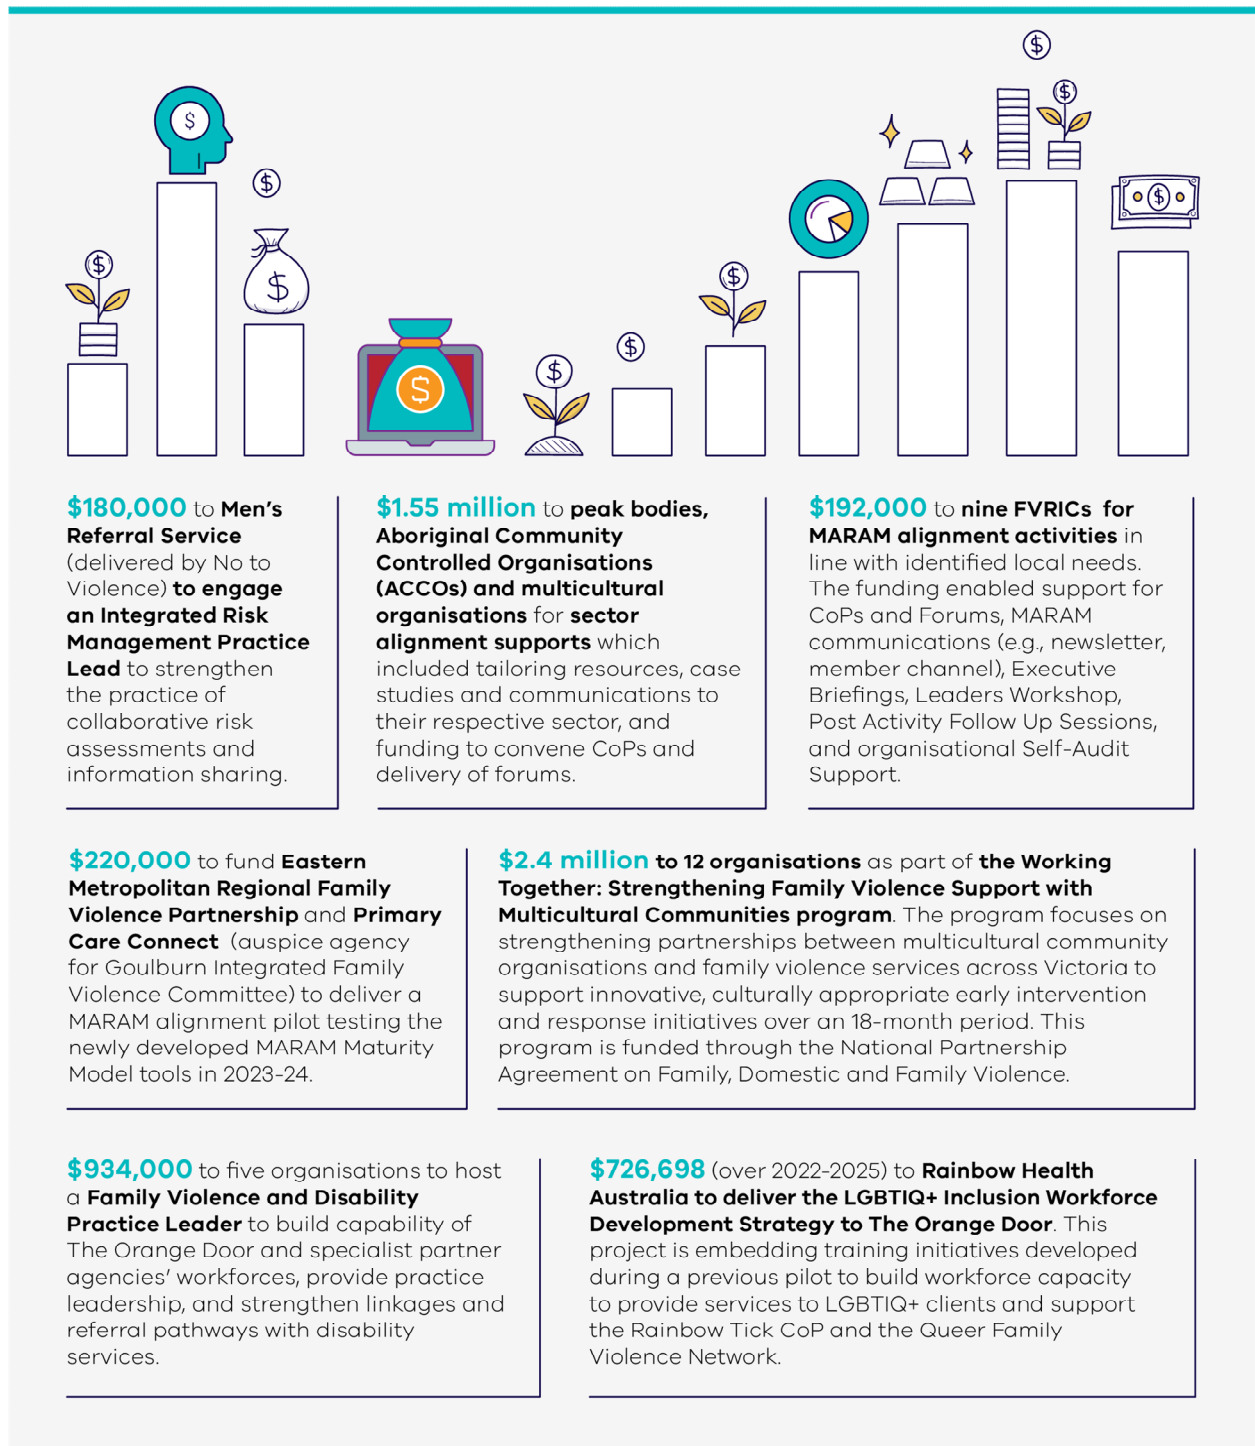 $180,000 to Men's
Referral Service
(delivered by No to
Violence) to engage
an Integrated Risk
Management Practice
Lead to strengthen
the practice of
collaborative risk
assessments and
information sharing.
$1.55 million to peak bodies,
Aboriginal Community
Controlled Organisations
(ACCOs) and multicultural
organisations for sector
alignment supports which
included tailoring resources, case
studies and communications to
their respective sector, and
funding to convene CoPs and
delivery of forums.
$192,000 to nine FVRICs for
MARAM alignment activities in
line with identified local needs.
The funding enabled support for
CoPs and Forums, MARAM
communications (e.g., newsletter,
member channel), Executive
Briefings, Leaders Workshop,
Post Activity Follow Up Sessions,
and organisational Self-Audit
Support.
$220,000 to fund Eastern
Metropolitan Regional Family
Violence Partnership and Primary
Care Connect (auspice agency
for Goulburn Integrated Family
Violence Committee) to deliver a
MARAM alignment pilot testing the
newly developed MARAM Maturity
Model tools in 2023-24.
$2.4 million to 12 organisations as part of the Working
Together: Strengthening Family Violence Support with
Multicultural Communities program. The program focuses on
strengthening partnerships between multicultural community
organisations and family violence services across Victoria to
support innovative, culturally appropriate early intervention
and response initiatives over an 18-month period. This
program is funded through the National Partnership
Agreement on Family, Domestic and Family Violence.
$934,000 to five organisations to host
a Family Violence and Disability
Practice Leader to build capability of
The Orange Door and specialist partner
agencies' workforces, provide practice
leadership, and strengthen linkages and
referral pathways with disability
services.
$726,698 (over 2022-2025) to Rainbow Health
Australia to deliver the LGBTIQ+ Inclusion Workforce
Development Strategy to The Orange Door. This
project is embedding training initiatives developed
during a previous pilot to build workforce capacity
to provide services to LGBTIQ+ clients and support
the Rainbow Tick CoP and the Queer Family
Violence Network.